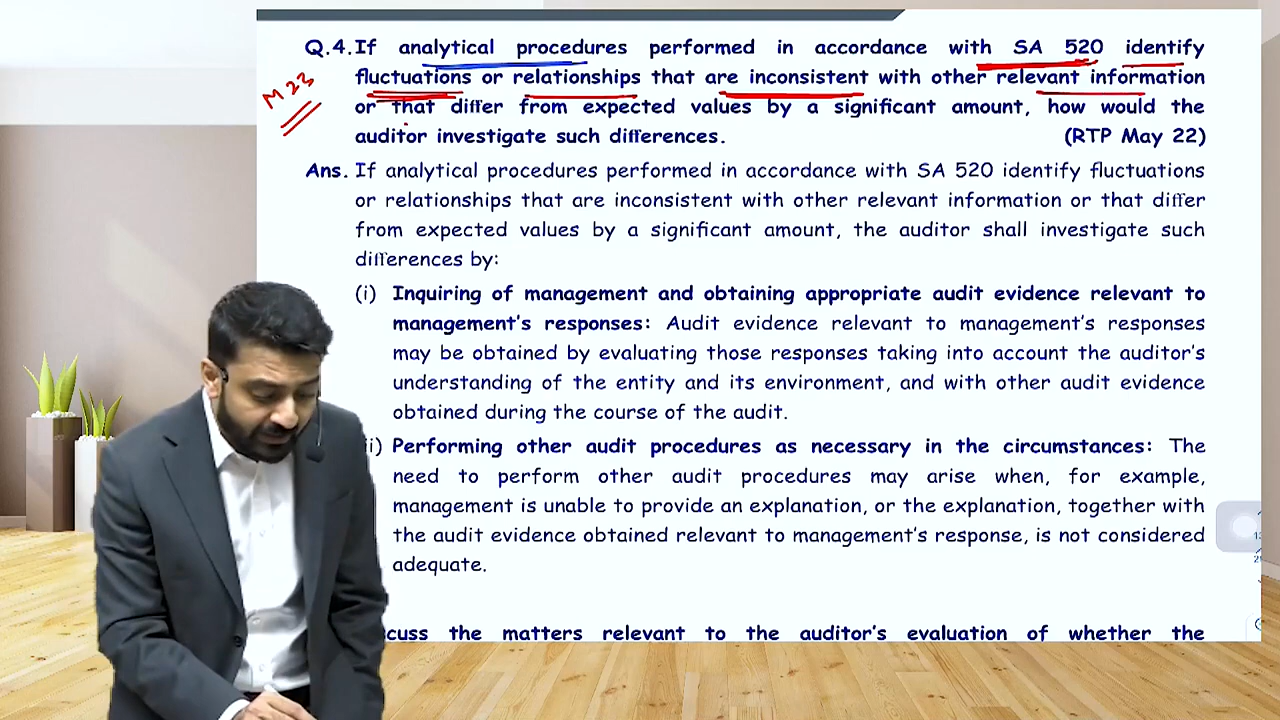 Q.4. If analytical procedures performed in accordance with SA 520 identify
fluctuations or relationships that are inconsistent with other relevant information
or that differ from expected values by a significant amount, how would the
auditor investigate such differences. (RTP May 22)
M 23
Ans. If analytical procedures performed in accordance with SA 520 identify fluctuations
or relationships that are inconsistent with other relevant information or that differ
from expected values by a significant amount, the auditor shall investigate such
differences by:
(i) Inquiring of management and obtaining appropriate audit evidence relevant to
management's responses: Audit evidence relevant to management's responses
may be obtained by evaluating those responses taking into account the auditor's
understanding of the entity and its environment, and with other audit evidence
obtained during the course of the audit.
i) Performing other audit procedures as necessary in the circumstances: The
need to perform other audit procedures may arise when, for example,
management is unable to provide an explanation, or the explanation, together with
the audit evidence obtained relevant to management's response, is not considered
adequate.
cuss the matters relevant to the auditor's evaluation of whether the